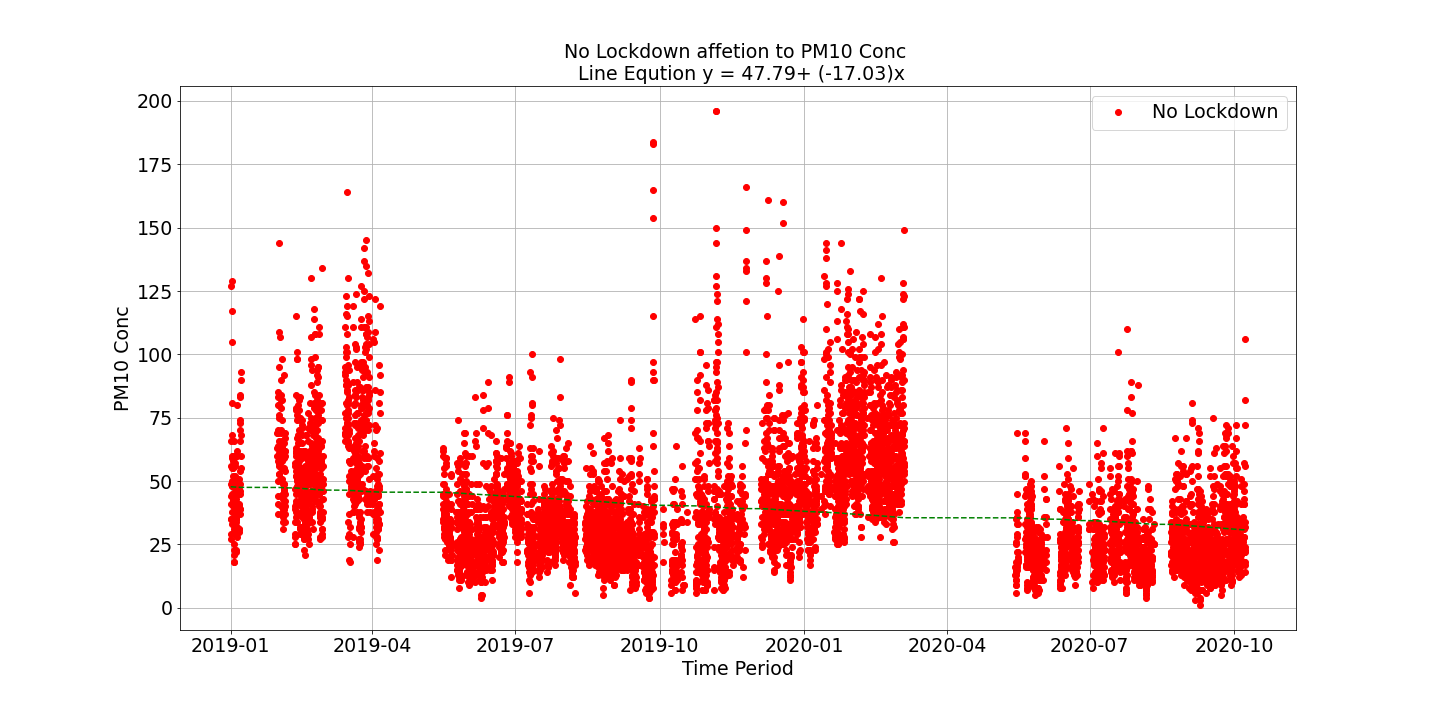 No Lockdown affetion to PM10 Conc
Line Eqution y = 47.79+ (-17.03)x
No Lockdown
200
175
150
125
100
75
50
25
0
PM10 Conc
2019-01 2019-04 2019-07 2019-10 2020-01 2020-04 2020-07 2020-10
Time Period